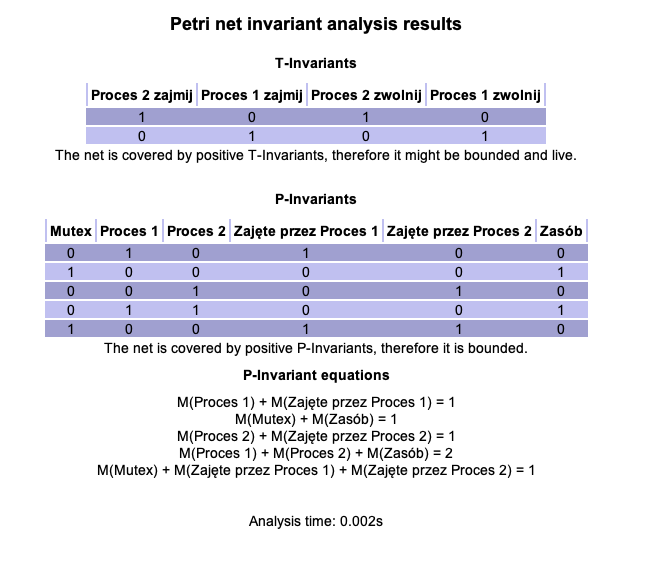 Petri net invariant analysis results
T-Invariants
Proces 2 zajmij Proces 1 zajmij Proces 2 zwolnij Proces 1 zwolnij
1 0 1 0
0 1 0 1
The net is covered by positive T-Invariants, therefore it might be bounded and live.
P-Invariants
Mutex Proces 1 Proces 2 Zajęte przez Proces 1 Zajęte przez Proces 2 Zasób
0 1 0 1 0 0
1 0 0 0 0 1
0 0 1 0 1 0
0 1 1 0 0 1
1 0 0 1 1 0
The net is covered by positive P-Invariants, therefore it is bounded.
P-Invariant equations
M(Proces 1) + M(Zajęte przez Proces 1) = 1
M(Mutex) + M(Zasób) = 1
M(Proces 2) + M(Zajęte przez Proces 2) = 1
M(Proces 1) + M(Proces 2) + M(Zasób) = 2
M(Mutex) + M(Zajęte przez Proces 1) + M(Zajęte przez Proces 2) = 1
Analysis time: 0.002s